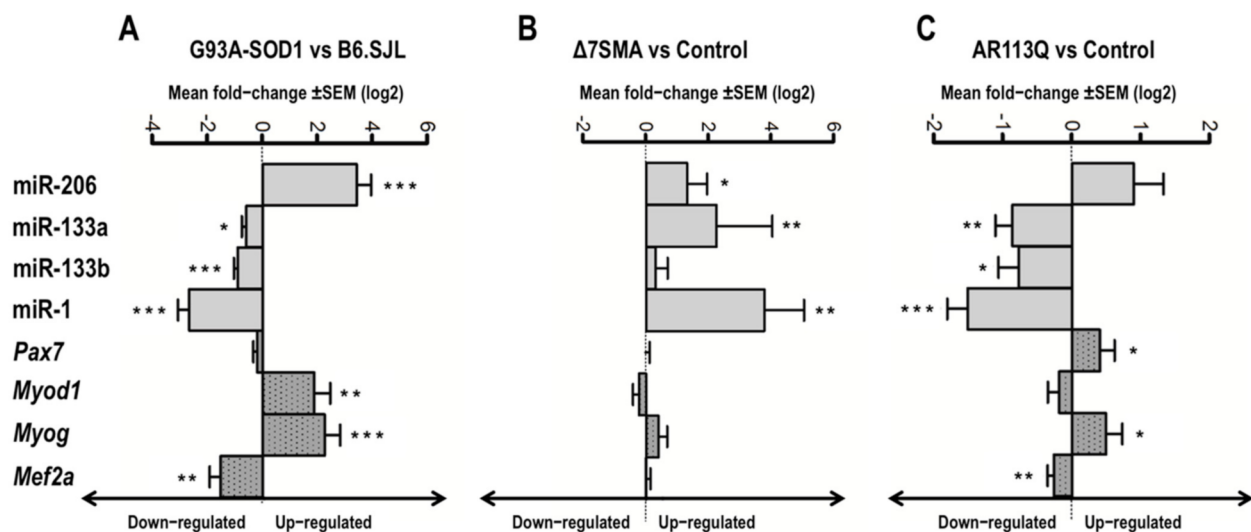 A
G93A-SOD1 vs B6.SJL
Mean fold-change ±SEM (log2)
-4 -2 0 2 4 6
B
Δ7SMA vs Control
Mean fold-change ±SEM (log2)
-2 0 2 4 6
C
AR113Q vs Control
Mean fold-change ±SEM (log2)
-2 -1 0 1 2
miR-206 *** *
miR-133a * ** **
miR-133b *** *
miR-1 *** ** ***
Pax7 *
Myod1 **
Myog *** *
Mef2a ** **
Down-regulated Up-regulated Down-regulated Up-regulated Down-regulated Up-regulated